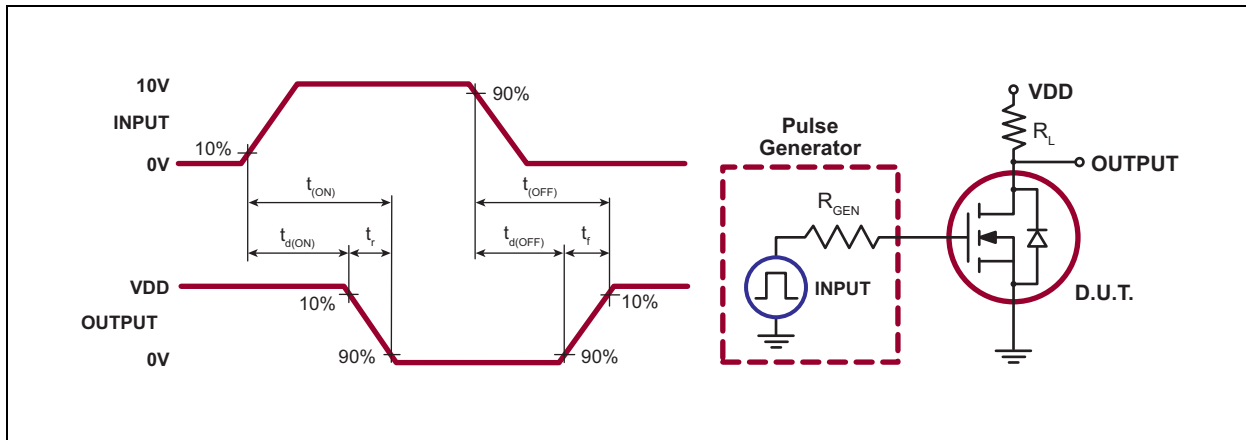 10V
INPUT
0V
10%
90%
t(ON)
t(OFF)
td(ON)
tr
td(OFF)
tf
VDD
OUTPUT
0V
10%
90%
90%
10%
Pulse
Generator
RGEN
INPUT
VDD
RL
OUTPUT
D.U.T.